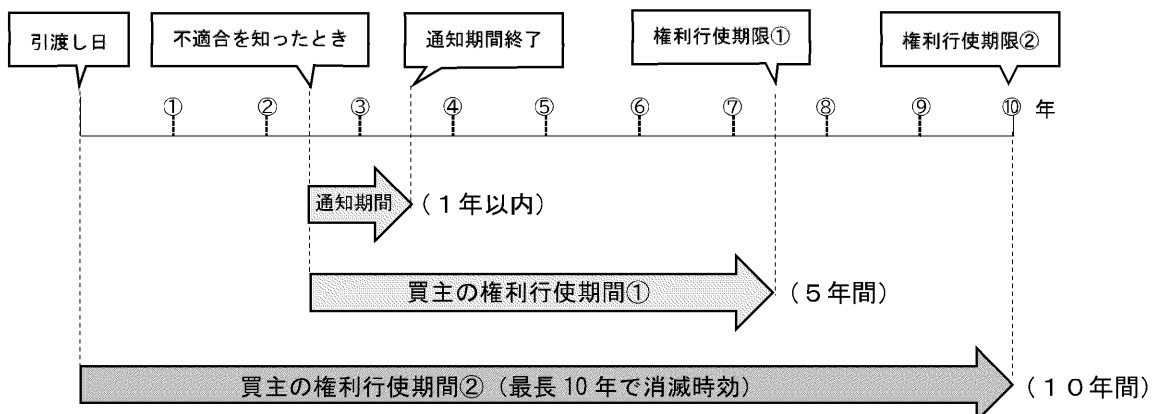 引渡し日
不適合を知ったとき
通知期間終了
権利行使期限①
権利行使期限②
① ② ③ ④ ⑤ ⑥ ⑦ ⑧ ⑨ ⑩ 年
通知期間 (１年以内)
買主の権利行使期間① (５年間)
買主の権利行使期間② (最長 10 年で消滅時効) (１０年間)